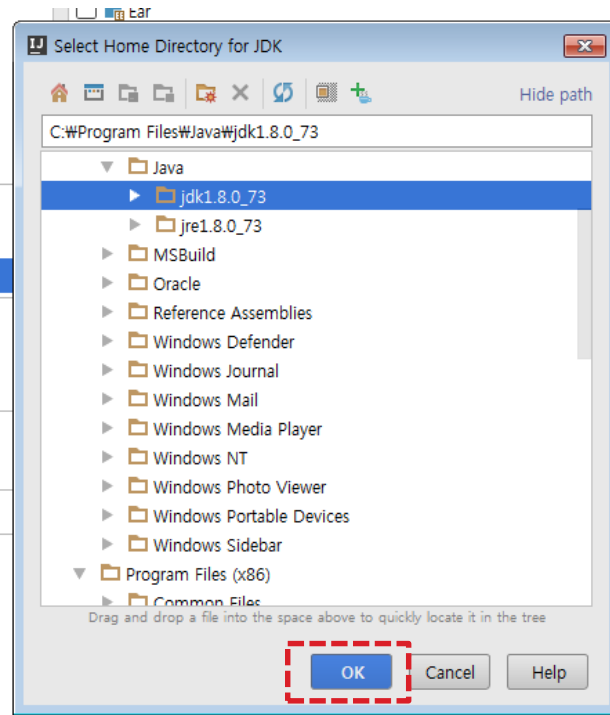 Ear
Select Home Directory for JDK
Hide path
C:₩Program Files₩Java₩jdk1.8.0_73
Java
jdk1.8.0_73
jre1.8.0_73
MSBuild
Oracle
Reference Assemblies
Windows Defender
Windows Journal
Windows Mail
Windows Media Player
Windows NT
Windows Photo Viewer
Windows Portable Devices
Windows Sidebar
Program Files (x86)
Common Files
Drag and drop a file into the space above to quickly locate it in the tree
OK Cancel Help